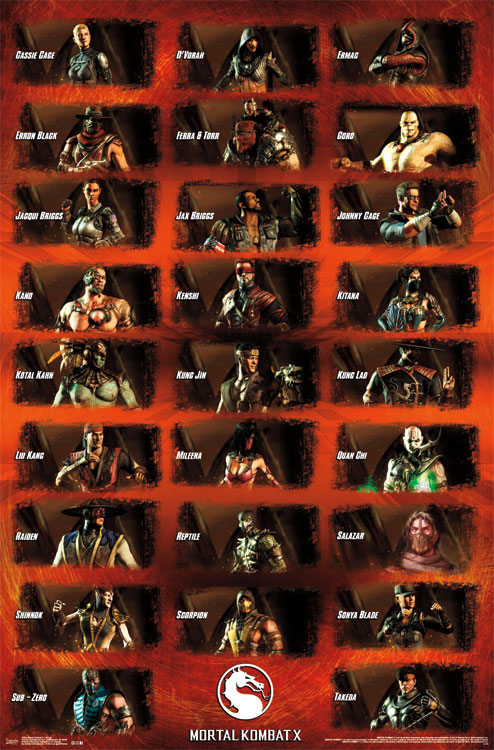 Cassie Cage
D'Vorah
Ermac
Erron Black
Ferra & Torr
Goro
Jacqui Briggs
Jax Briggs
Johnny Cage
Kano
Kenshi
Kitana
Kotal Kahn
Kung Jin
Kung Lao
Liu Kang
Mileena
Quan Chi
Raiden
Reptile
Salazar
Shinnok
Scorpion
Sonya Blade
Sub - Zero
Takeda
MORTAL KOMBAT X